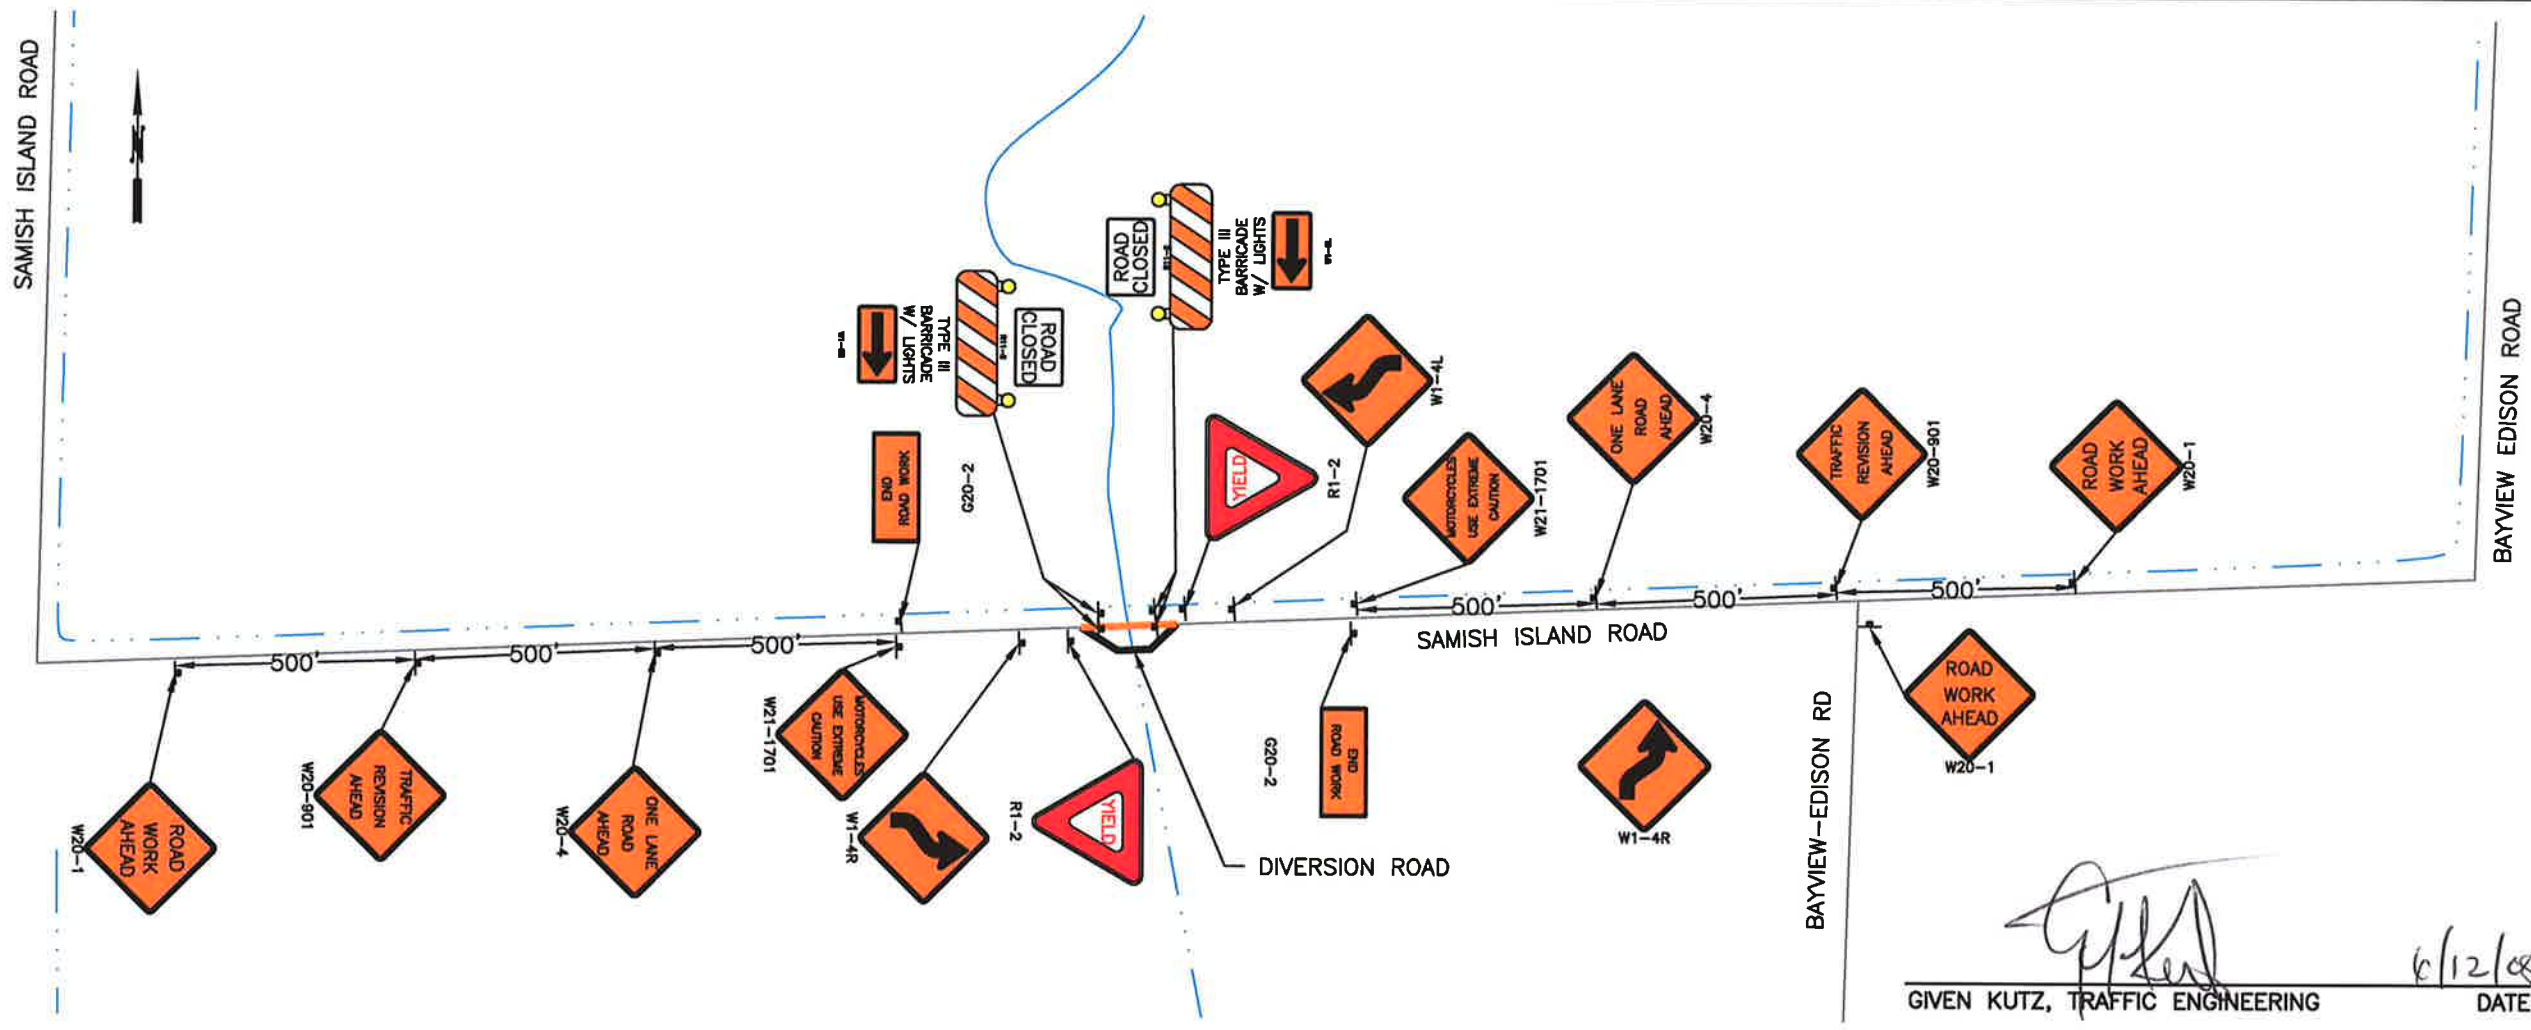 SAMISH ISLAND ROAD
N
ROAD
CLOSED
TYPE III
BARRICADE
W/ LIGHTS
ROAD
CLOSED
TYPE III
BARRICADE
W/ LIGHTS
END
ROAD WORK
G20-2
YIELD
R1-2
W1-4L
MOTORCYCLES
USE EXTREME
CAUTION
W21-1701
ONE LANE
ROAD
AHEAD
W20-4
TRAFFIC
REVISION
AHEAD
W20-901
ROAD
WORK
AHEAD
W20-1
BAYVIEW EDISON ROAD
500'
500'
500'
500'
500'
500'
SAMISH ISLAND ROAD
ROAD
WORK
AHEAD
W20-1
TRAFFIC
REVISION
AHEAD
W20-901
ONE LANE
ROAD
AHEAD
W20-4
MOTORCYCLES
USE EXTREME
CAUTION
W21-1701
W1-4R
YIELD
R1-2
DIVERSION ROAD
END
ROAD WORK
G20-2
W1-4R
BAYVIEW-EDISON RD
ROAD
WORK
AHEAD
W20-1
GIVEN KUTZ, TRAFFIC ENGINEERING
DATE